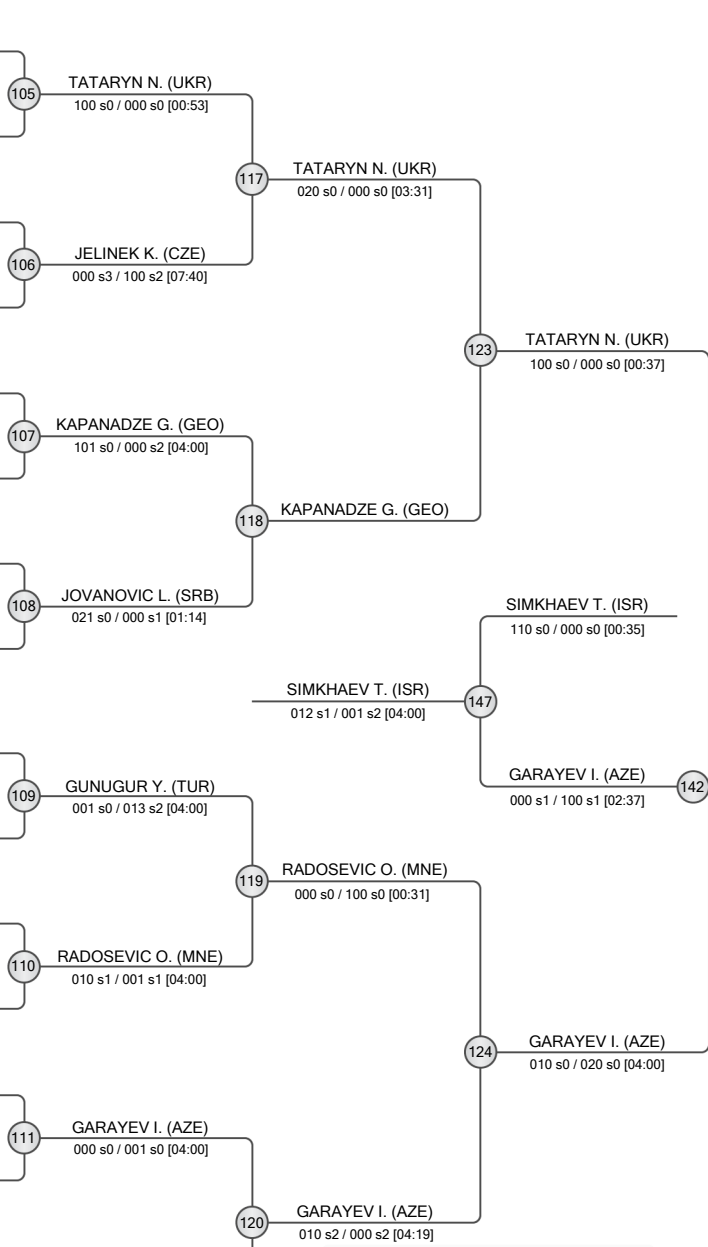 105
TATARYN N. (UKR)
100 s0 / 000 s0 [00:53]
117
TATARYN N. (UKR)
020 s0 / 000 s0 [03:31]
106
JELINEK K. (CZE)
000 s3 / 100 s2 [07:40]
123
TATARYN N. (UKR)
100 s0 / 000 s0 [00:37]
107
KAPANADZE G. (GEO)
101 s0 / 000 s2 [04:00]
118
KAPANADZE G. (GEO)
108
JOVANOVIC L. (SRB)
021 s0 / 000 s1 [01:14]
SIMKHAEV T. (ISR)
110 s0 / 000 s0 [00:35]
SIMKHAEV T. (ISR)
012 s1 / 001 s2 [04:00]
147
GARAYEV I. (AZE)
000 s1 / 100 s1 [02:37]
142
109
GUNUGUR Y. (TUR)
001 s0 / 013 s2 [04:00]
119
RADOSEVIC O. (MNE)
000 s0 / 100 s0 [00:31]
110
RADOSEVIC O. (MNE)
010 s1 / 001 s1 [04:00]
124
GARAYEV I. (AZE)
010 s0 / 020 s0 [04:00]
111
GARAYEV I. (AZE)
000 s0 / 001 s0 [04:00]
120
GARAYEV I. (AZE)
010 s2 / 000 s2 [04:19]